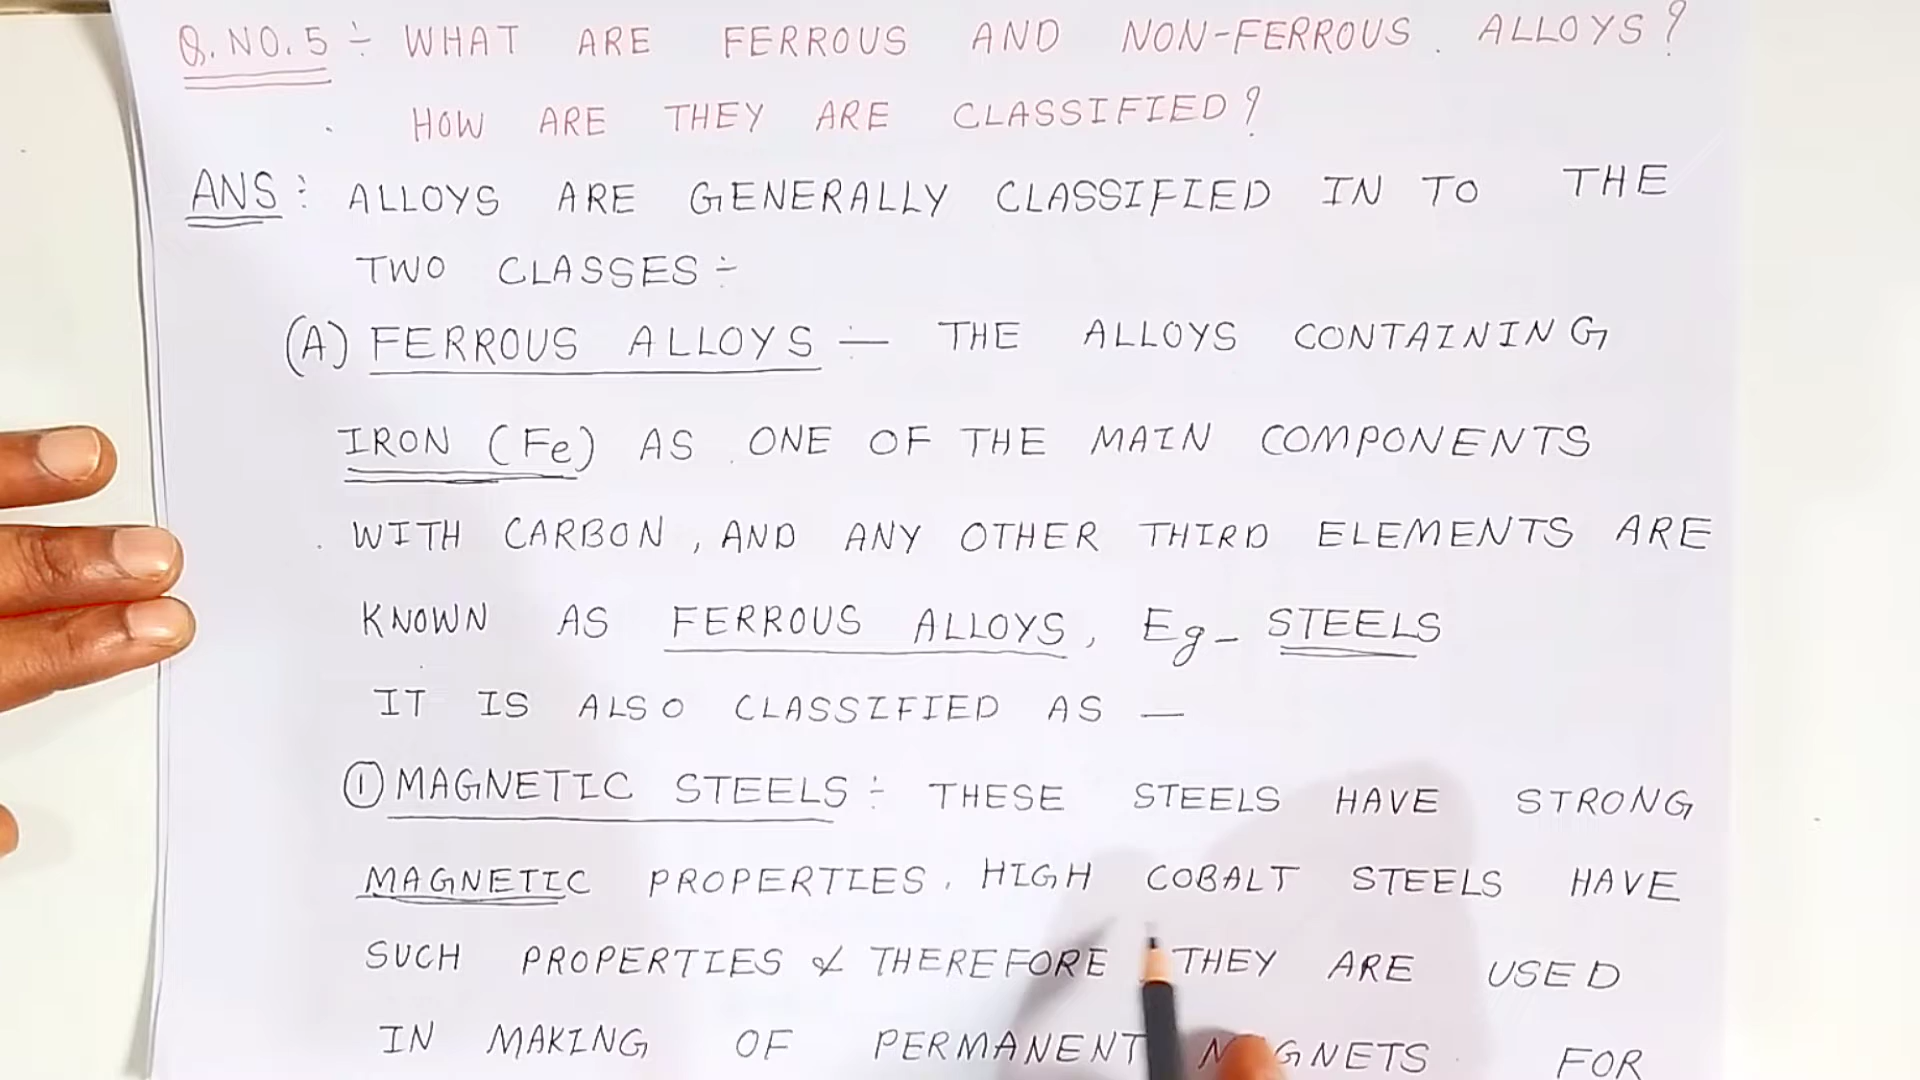 Q.NO.5 ÷ WHAT ARE FERROUS AND NON-FERROUS ALLOYS?
HOW ARE THEY ARE CLASSIFIED?
ANS: ALLOYS ARE GENERALLY CLASSIFIED IN TO THE
TWO CLASSES ÷
(A) FERROUS ALLOYS ÷ THE ALLOYS CONTAINING
IRON (Fe) AS ONE OF THE MAIN COMPONENTS
WITH CARBON, AND ANY OTHER THIRD ELEMENTS ARE
KNOWN AS FERROUS ALLOYS, Eg- STEELS
IT IS ALSO CLASSIFIED AS —
① MAGNETIC STEELS ÷ THESE STEELS HAVE STRONG
MAGNETIC PROPERTIES. HIGH COBALT STEELS HAVE
SUCH PROPERTIES & THEREFORE THEY ARE USED
IN MAKING OF PERMANENT MAGNETS FOR